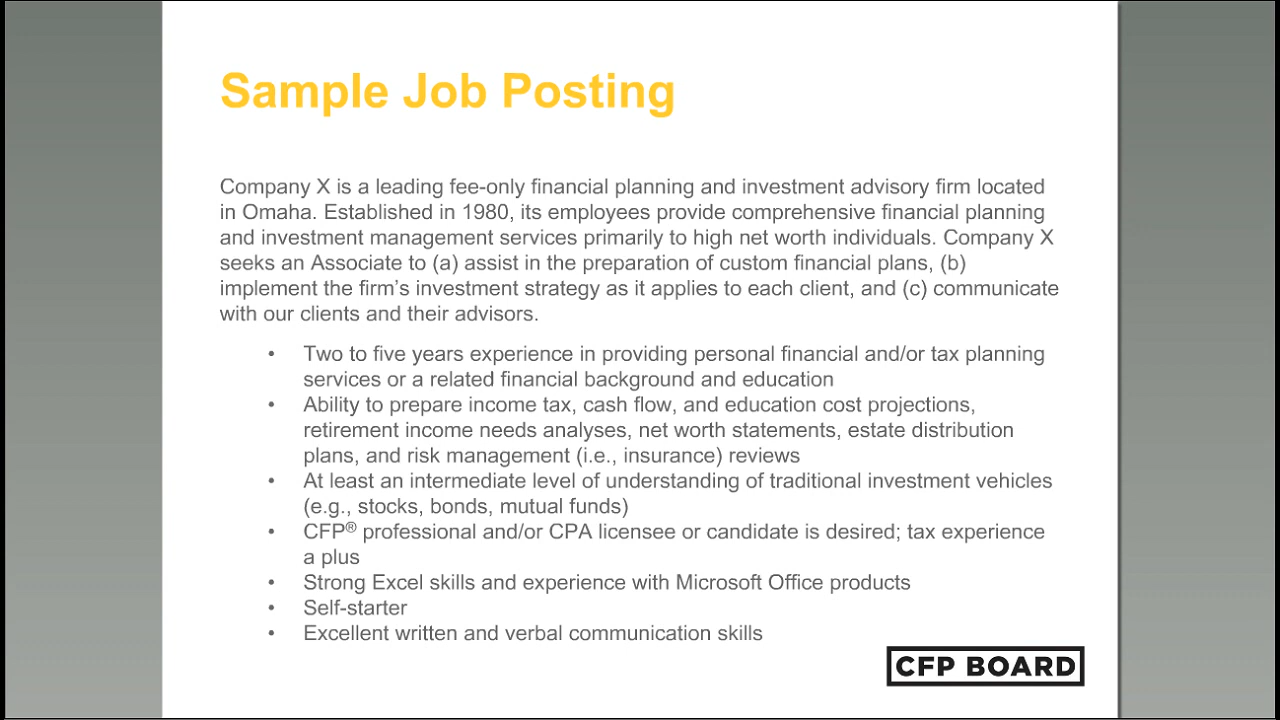 Sample Job Posting
Company X is a leading fee-only financial planning and investment advisory firm located
in Omaha. Established in 1980, its employees provide comprehensive financial planning
and investment management services primarily to high net worth individuals. Company X
seeks an Associate to (a) assist in the preparation of custom financial plans, (b)
implement the firm’s investment strategy as it applies to each client, and (c) communicate
with our clients and their advisors.
• Two to five years experience in providing personal financial and/or tax planning
services or a related financial background and education
• Ability to prepare income tax, cash flow, and education cost projections,
retirement income needs analyses, net worth statements, estate distribution
plans, and risk management (i.e., insurance) reviews
• At least an intermediate level of understanding of traditional investment vehicles
(e.g., stocks, bonds, mutual funds)
• CFP® professional and/or CPA licensee or candidate is desired; tax experience
a plus
• Strong Excel skills and experience with Microsoft Office products
• Self-starter
• Excellent written and verbal communication skills
CFP BOARD